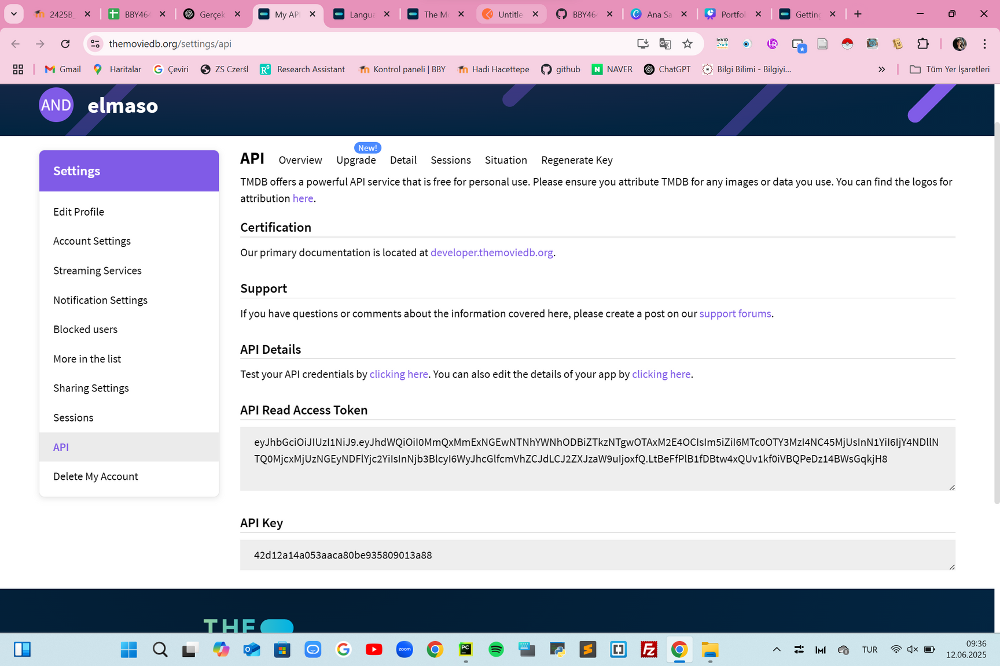 2425B_
BBY464
Gerçek
My API
Langua
The Mo
Untitle
BBY464
Ana Sa
Portfol
Getting
themoviedb.org/settings/api
Gmail
Haritalar
Çeviri
ZS Czerśl
Research Assistant
Kontrol paneli | BBY
Hadi Hacettepe
github
NAVER
ChatGPT
Bilgi Bilimi - Bilgiyi...
Tüm Yer İşaretleri
AND elmaso
Settings
Edit Profile
Account Settings
Streaming Services
Notification Settings
Blocked users
More in the list
Sharing Settings
Sessions
API
Delete My Account
New!
API Overview Upgrade Detail Sessions Situation Regenerate Key
TMDB offers a powerful API service that is free for personal use. Please ensure you attribute TMDB for any images or data you use. You can find the logos for
attribution here.
Certification
Our primary documentation is located at developer.themoviedb.org.
Support
If you have questions or comments about the information covered here, please create a post on our support forums.
API Details
Test your API credentials by clicking here. You can also edit the details of your app by clicking here.
API Read Access Token
eyJhbGciOiJIUzI1NiJ9.eyJhdWQiOiI0MmQxMmExNGEwNTNhYWNhODBiZTkzNTgwOTAxM2E4OCIsIm5iZiI6MTc0OTY3MzI4NC45MjUsInN1YiI6IjY4NDllN
TQ0MjcxMjUzNGEyNDFlYjc2YiIsInNjb3BlcyI6WyJhcGlfcmVhZCJdLCJ2ZXJzaW9uIjoxfQ.LtBeFfPlB1fDBtw4xQUv1kf0iVBQPeDz14BWsGqkjH8
API Key
42d12a14a053aaca80be935809013a88
THE
zoom
PC
TUR
09:36
12.06.2025